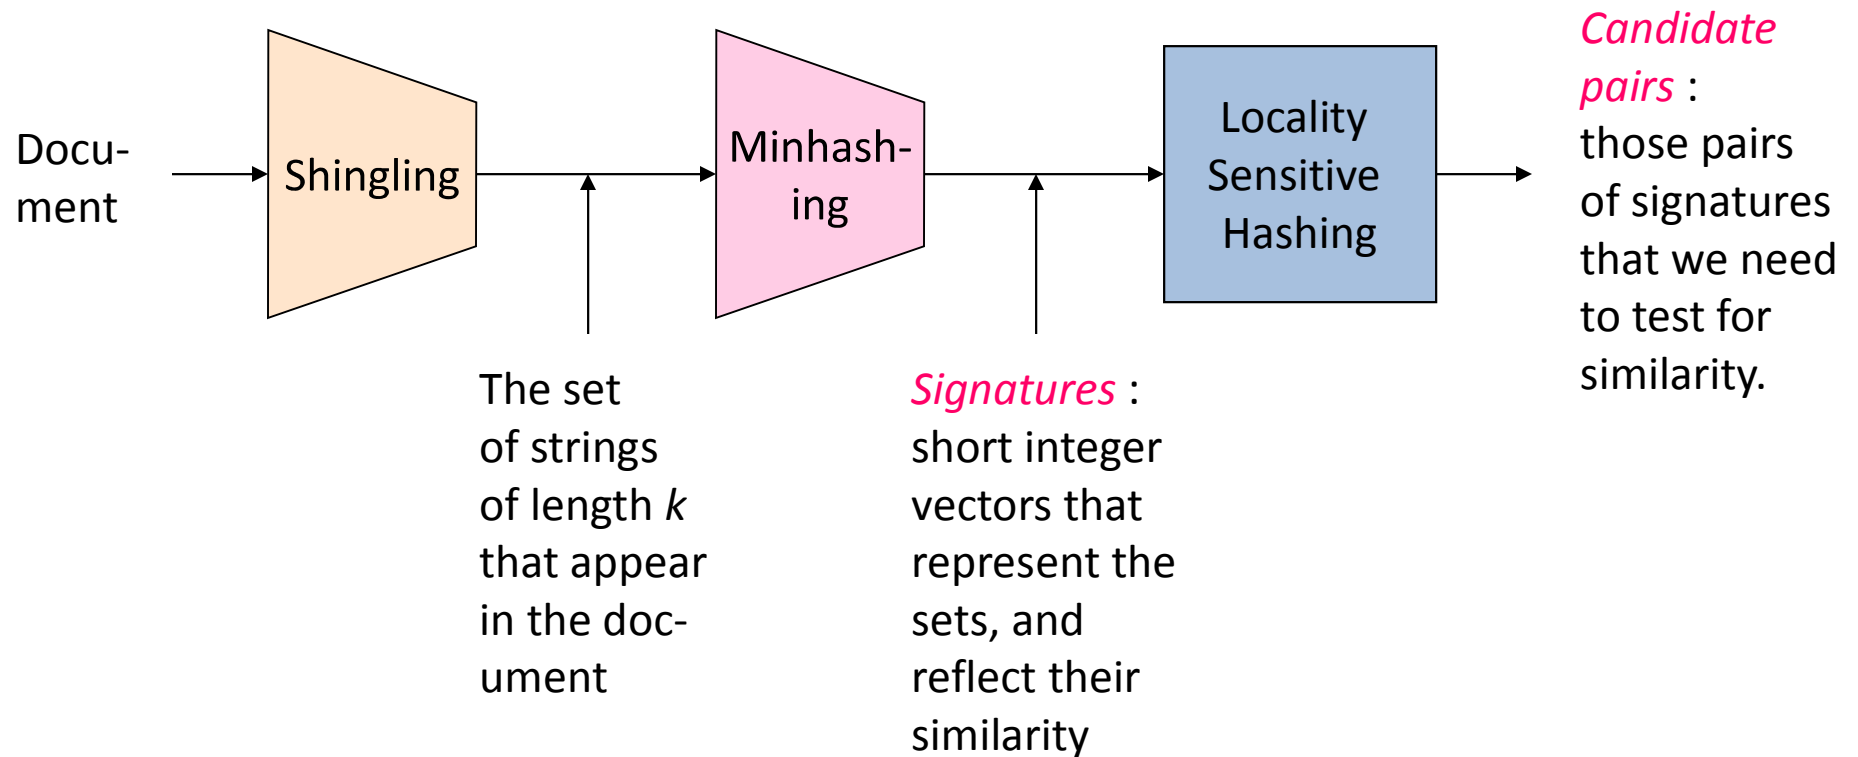 Docu-
ment
Shingling
The set
of strings
of length k
that appear
in the doc-
ument
Minhash-
ing
Signatures :
short integer
vectors that
represent the
sets, and
reflect their
similarity
Locality
Sensitive
Hashing
Candidate
pairs :
those pairs
of signatures
that we need
to test for
similarity.